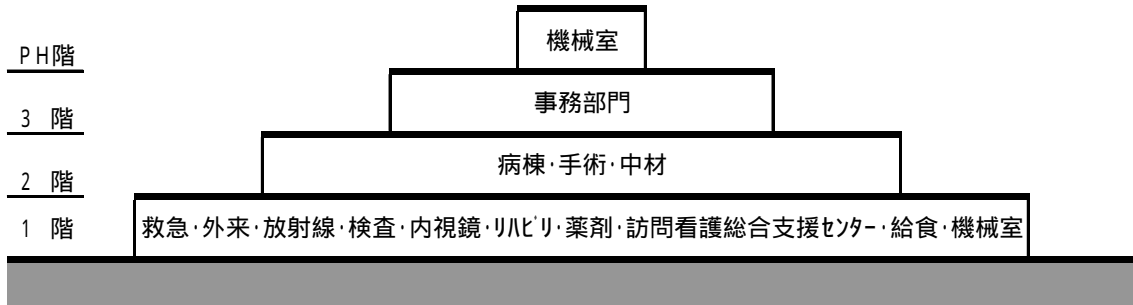 PH階 機械室
3 階 事務部門
2 階 病棟･手術･中材
1 階 救急･外来･放射線･検査･内視鏡･ﾘﾊﾋﾞﾘ･薬剤･訪問看護総合支援ｾﾝﾀｰ･給食･機械室